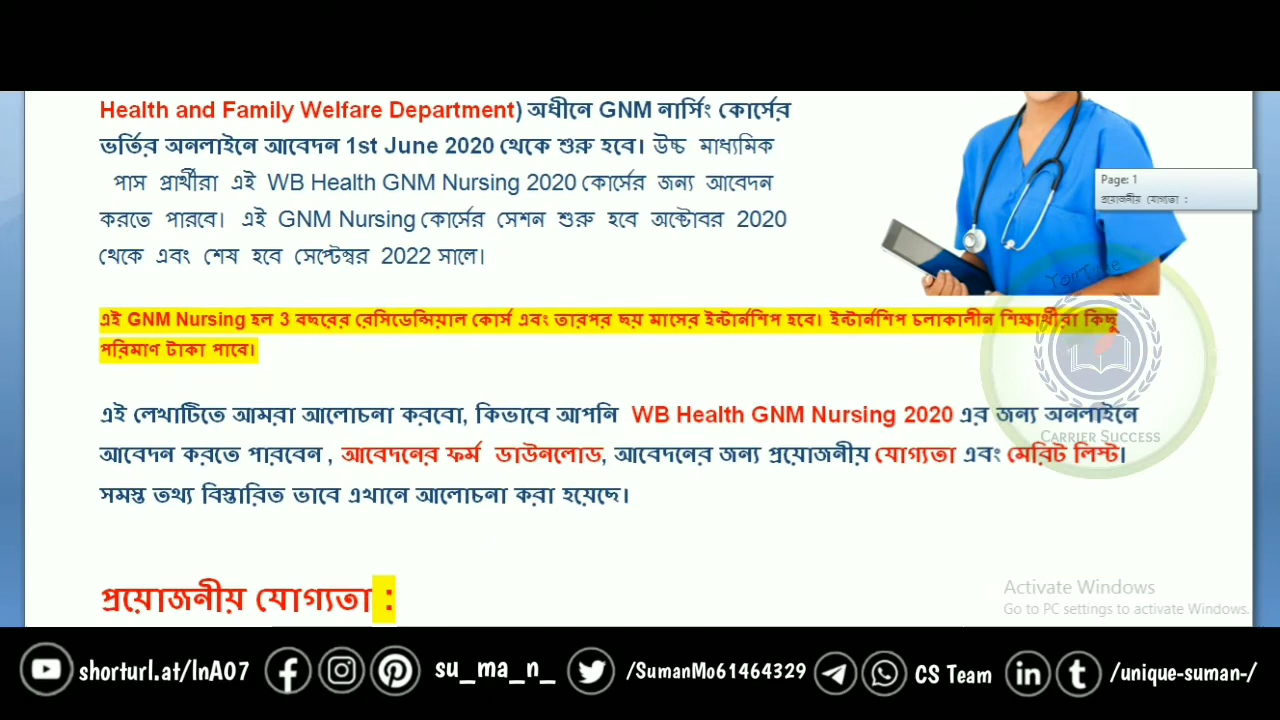 Health and Family Welfare Department) অধীনে GNM নার্সিং কোর্সের
ভর্তির অনলাইনে আবেদন 1st June 2020 থেকে শুরু হবে। উচ্চ মাধ্যমিক
পাস প্রার্থীরা এই WB Health GNM Nursing 2020 কোর্সের জন্য আবেদন
করতে পারবে। এই GNM Nursing কোর্সের সেশন শুরু হবে অক্টোবর 2020
থেকে এবং শেষ হবে সেপ্টেম্বর 2022 সালে।
Page: 1
প্রয়োজনীয় যোগ্যতা :
YouTube
এই GNM Nursing হল 3 বছরের রেসিডেন্সিয়াল কোর্স এবং তারপর ছয় মাসের ইন্টার্নশিপ হবে। ইন্টার্নশিপ চলাকালীন শিক্ষার্থীরা কিছু
পরিমাণ টাকা পাবে।
এই লেখাটিতে আমরা আলোচনা করবো, কিভাবে আপনি WB Health GNM Nursing 2020 এর জন্য অনলাইনে
CARRIER SUCCESS
আবেদন করতে পারবেন , আবেদনের ফর্ম ডাউনলোড, আবেদনের জন্য প্রয়োজনীয় যোগ্যতা এবং মেরিট লিস্ট।
সমস্ত তথ্য বিস্তারিত ভাবে এখানে আলোচনা করা হয়েছে।
প্রয়োজনীয় যোগ্যতা :
Activate Windows
Go to PC settings to activate Windows.
shorturl.at/lnA07 su_ma_n_ /SumanMo61464329 CS Team /unique-suman-/